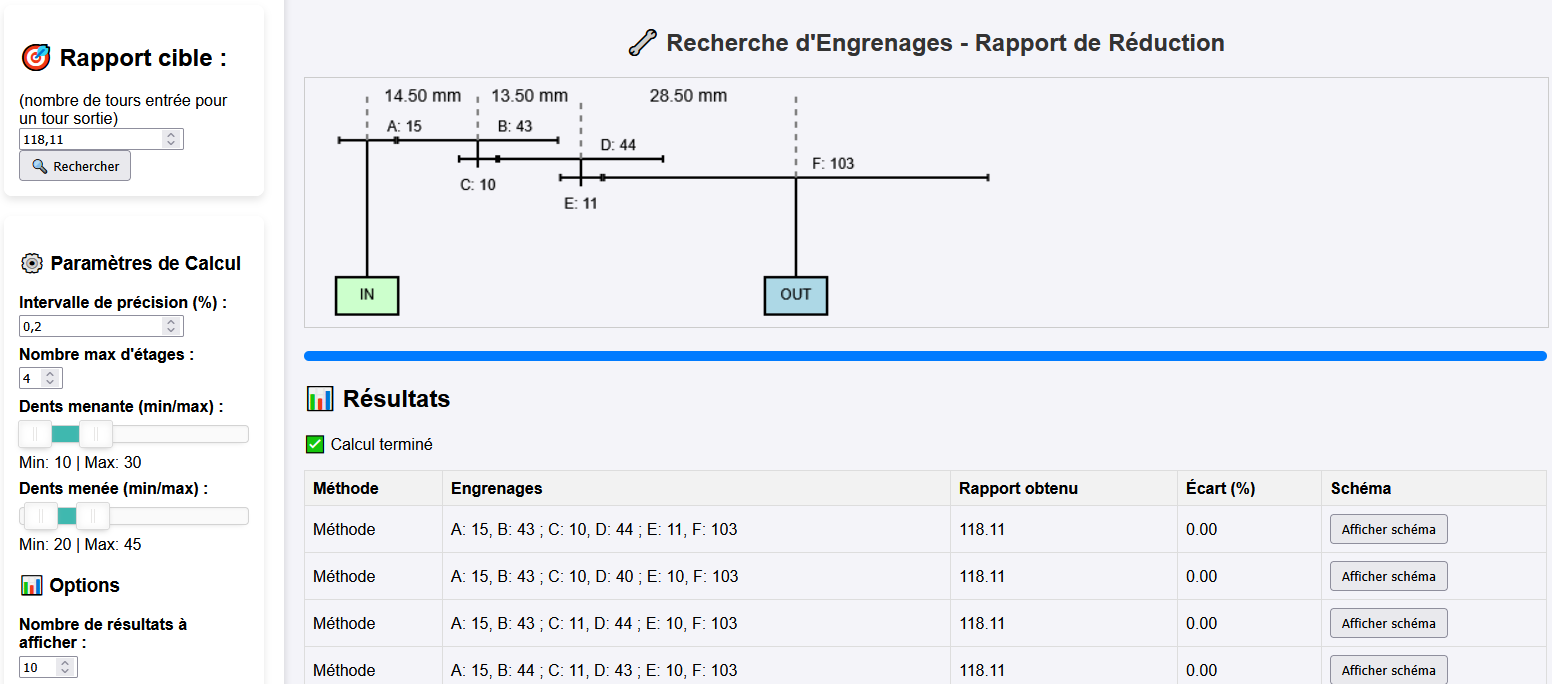 Rapport cible :
(nombre de tours entrée pour
un tour sortie)
118,11
Rechercher
Paramètres de Calcul
Intervalle de précision (%) :
0,2
Nombre max d'étages :
4
Dents menante (min/max) :
Min: 10 | Max: 30
Dents menée (min/max) :
Min: 20 | Max: 45
Options
Nombre de résultats à
afficher :
10
Recherche d'Engrenages - Rapport de Réduction
14.50 mm 13.50 mm 28.50 mm
A: 15 B: 43
D: 44
F: 103
C: 10
E: 11
IN OUT
Résultats
Calcul terminé
Méthode Engrenages Rapport obtenu Écart (%) Schéma
Méthode A: 15, B: 43 ; C: 10, D: 44 ; E: 11, F: 103 118.11 0.00 Afficher schéma
Méthode A: 15, B: 43 ; C: 10, D: 40 ; E: 10, F: 103 118.11 0.00 Afficher schéma
Méthode A: 15, B: 43 ; C: 11, D: 44 ; E: 10, F: 103 118.11 0.00 Afficher schéma
Méthode A: 15, B: 44 ; C: 11, D: 43 ; E: 10, F: 103 118.11 0.00 Afficher schéma